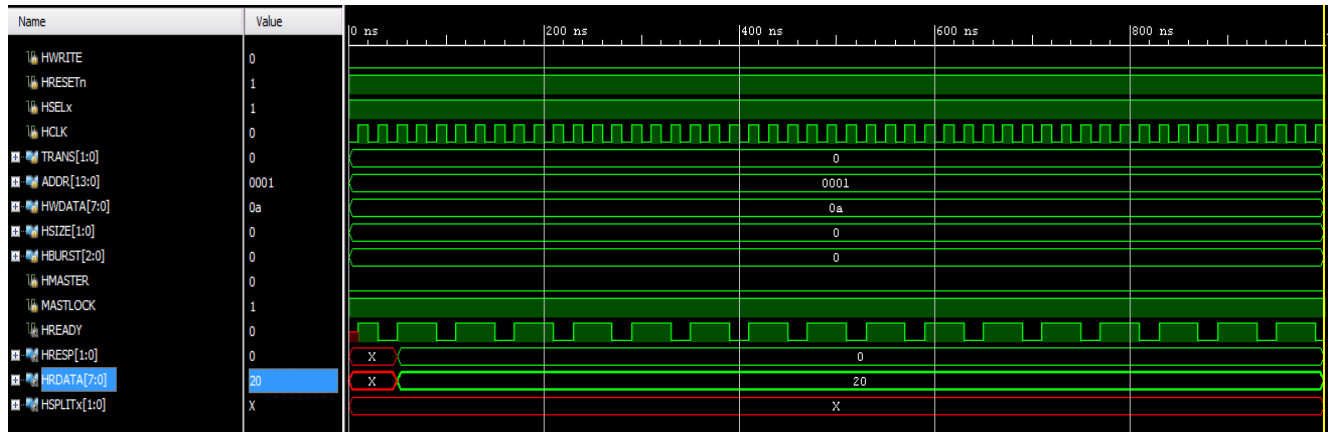 Name Value 0 ns 200 ns 400 ns 600 ns 800 ns
HWRITE 0
HRESETn 1
HSELx 1
HCLK 0
TRANS[1:0] 0 0
ADDR[13:0] 0001 0001
HWDATA[7:0] 0a 0a
HSIZE[1:0] 0 0
HBURST[2:0] 0 0
HMASTER 0
MASTLOCK 1
HREADY 0
HRESP[1:0] 0 X 0
HRDATA[7:0] 20 X 20
HSPLITx[1:0] X X